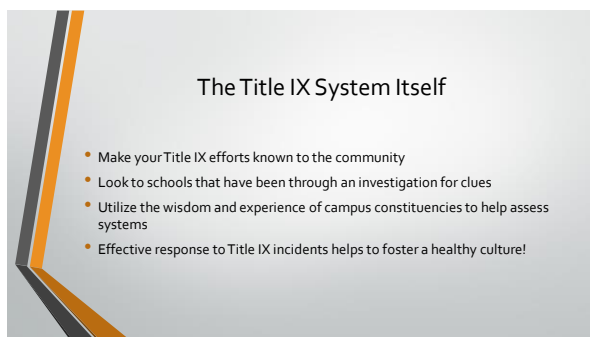 The Title IX System Itself
• Make your Title IX efforts known to the community
• Look to schools that have been through an investigation for clues
• Utilize the wisdom and experience of campus constituencies to help assess
systems
• Effective response to Title IX incidents helps to foster a healthy culture!